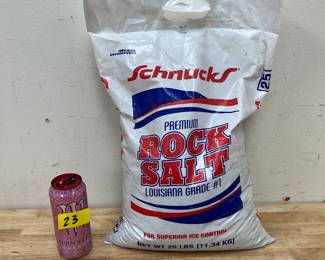 Schnucks
25
PREMIUM
ROCK
SALT
LOUISIANA GRADE #1
FOR SUPERIOR ICE CONTROL
NET WT 25 LBS (11.34 KG)
23